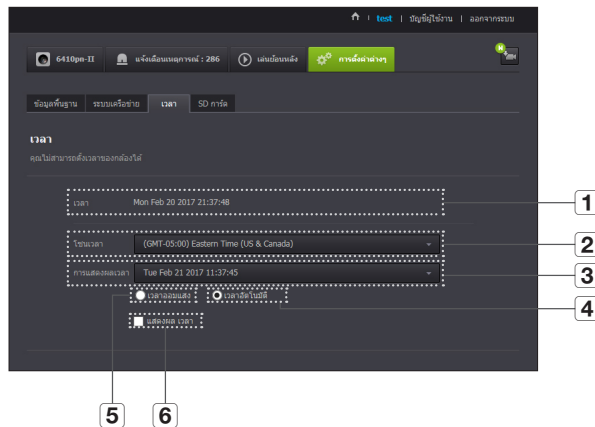 test | บัญชีผู้ใช้งาน | ออกจากระบบ
6410pn-II แจ้งเตือนเหตุการณ์ : 286 เล่นย้อนหลัง การตั้งค่าต่างๆ N
ข้อมูลพื้นฐาน ระบบเครือข่าย เวลา SD การ์ด
เวลา
คุณไม่สามารถตั้งเวลาของกล้องได้
เวลา Mon Feb 20 2017 21:37:48 1
โซนเวลา (GMT-05:00) Eastern Time (US & Canada) 2
การแสดงผลเวลา Tue Feb 21 2017 11:37:45 3
เวลาออมแสง เวลาอัตโนมัติ 4
แสดงผล เวลา
5 6